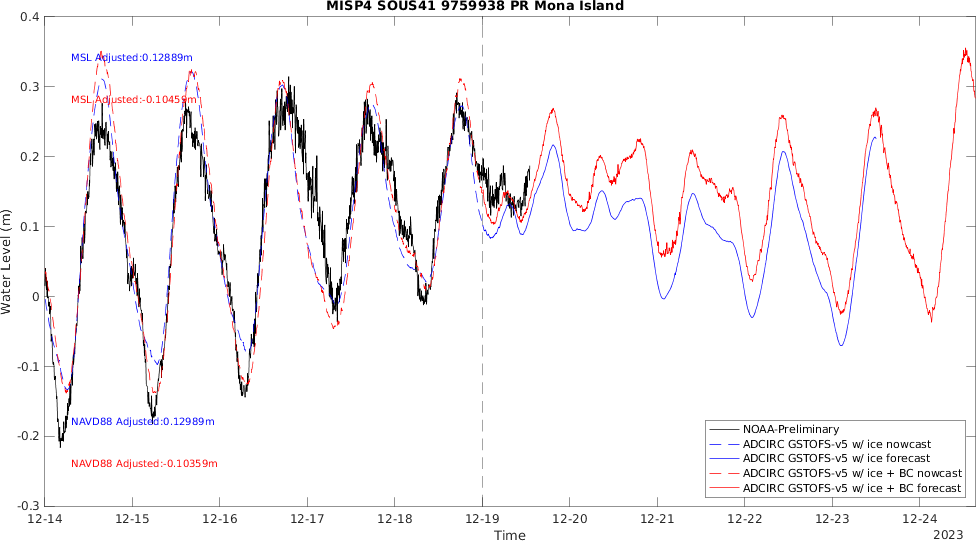 MISP4 SOUS41 9759938 PR Mona Island
0.4
0.3
0.2
0.1
0
-0.1
-0.2
-0.3
Water Level (m)
MSL Adjusted:0.12889m
MSL Adjusted:-0.10459m
NAVD88 Adjusted:0.12989m
NAVD88 Adjusted:-0.10359m
NOAA-Preliminary
ADCIRC GSTOFS-v5 w/ ice nowcast
ADCIRC GSTOFS-v5 w/ ice forecast
ADCIRC GSTOFS-v5 w/ ice + BC nowcast
ADCIRC GSTOFS-v5 w/ ice + BC forecast
12-14 12-15 12-16 12-17 12-18 12-19 12-20 12-21 12-22 12-23 12-24
Time
2023